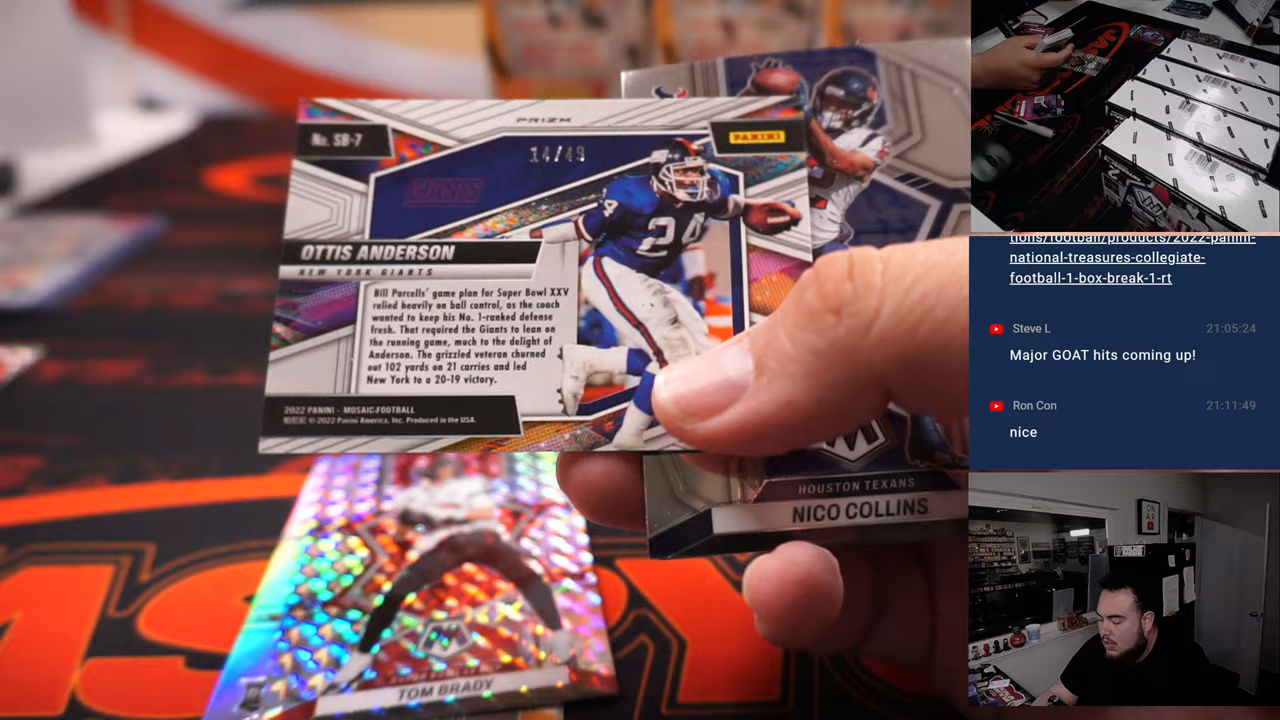 No. SB-7
PRIZM
PANINI
14/49
GIANTS
24
OTTIS ANDERSON
NEW YORK GIANTS
Bill Parcells' game plan for Super Bowl XXV
relied heavily on ball control, as the coach
wanted to keep his No. 1-ranked defense
fresh. That required the Giants to lean on
the running game, much to the delight of
Anderson. The grizzled veteran churned
out 102 yards on 21 carries and led
New York to a 20-19 victory.
2022 PANINI - MOSAIC FOOTBALL
© 2022 Panini America, Inc. Produced in the USA.
HOUSTON TEXANS
NICO COLLINS
TOM BRADY
tions/football/products/2022-panini-
national-treasures-collegiate-
football-1-box-break-1-rt
Steve L 21:05:24
Major GOAT hits coming up!
Ron Con 21:11:49
nice
ON
AIR